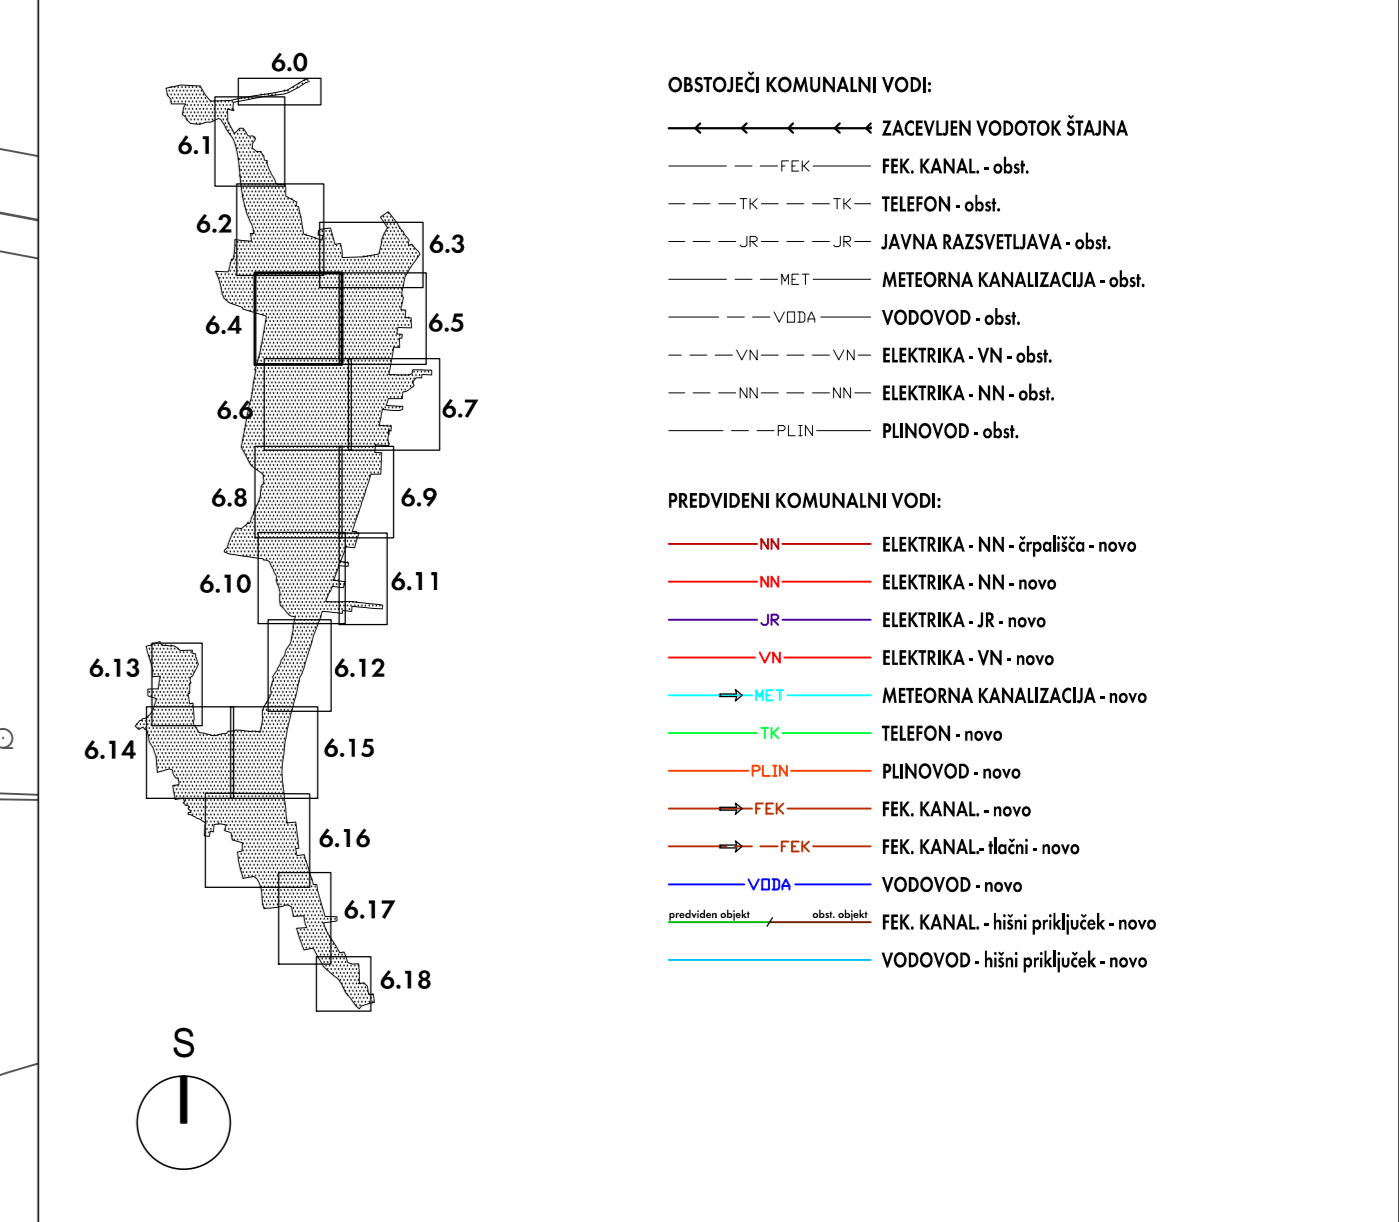 6.0
6.1
6.2
6.3
6.4
6.5
6.6
6.7
6.8
6.9
6.10
6.11
6.12
6.13
6.14
6.15
6.16
6.17
6.18
S
OBSTOJEČI KOMUNALNI VODI:
ZACEVLJEN VODOTOK ŠTAJNA
FEK FEK. KANAL. - obst.
TK TK TELEFON - obst.
JR JR JAVNA RAZSVETLJAVA - obst.
MET METEORNA KANALIZACIJA - obst.
VODA VODOVOD - obst.
VN VN ELEKTRIKA - VN - obst.
NN NN ELEKTRIKA - NN - obst.
PLIN PLINOVOD - obst.
PREDVIDENI KOMUNALNI VODI:
NN ELEKTRIKA - NN - črpališča - novo
NN ELEKTRIKA - NN - novo
JR ELEKTRIKA - JR - novo
VN ELEKTRIKA - VN - novo
MET METEORNA KANALIZACIJA - novo
TK TELEFON - novo
PLIN PLINOVOD - novo
FEK FEK. KANAL. - novo
FEK FEK. KANAL.- tlačni - novo
VODA VODOVOD - novo
predviden objekt obst. objekt FEK. KANAL. - hišni priključek - novo
VODOVOD - hišni priključek - novo